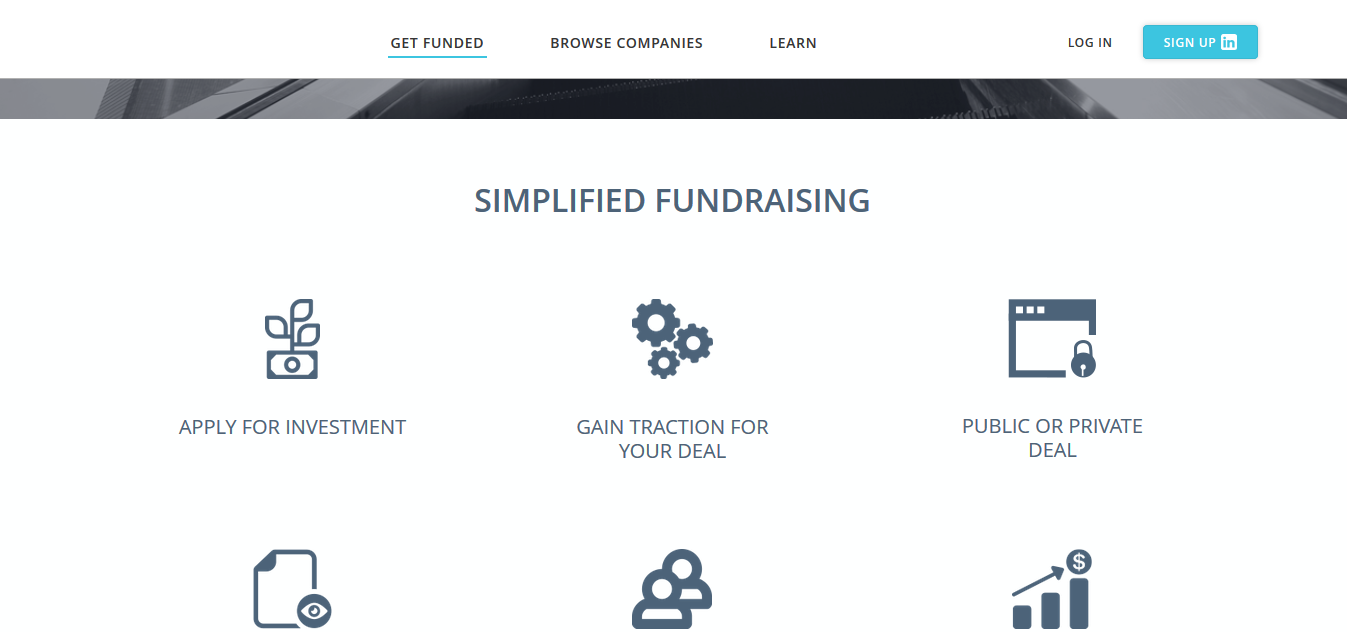 GET FUNDED
BROWSE COMPANIES
LEARN
LOG IN
SIGN UP in
SIMPLIFIED FUNDRAISING
APPLY FOR INVESTMENT
GAIN TRACTION FOR
YOUR DEAL
PUBLIC OR PRIVATE
DEAL
$